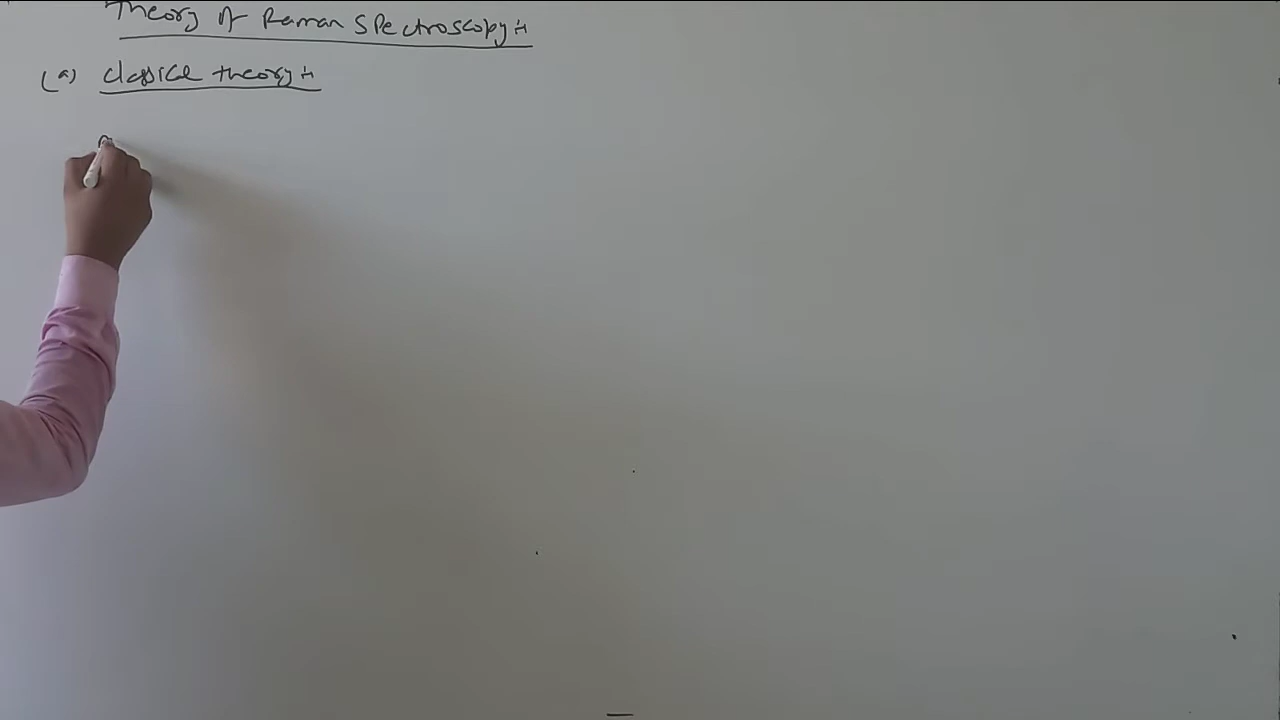 Theory of Raman Spectroscopy :-
(a) Classical theory :-